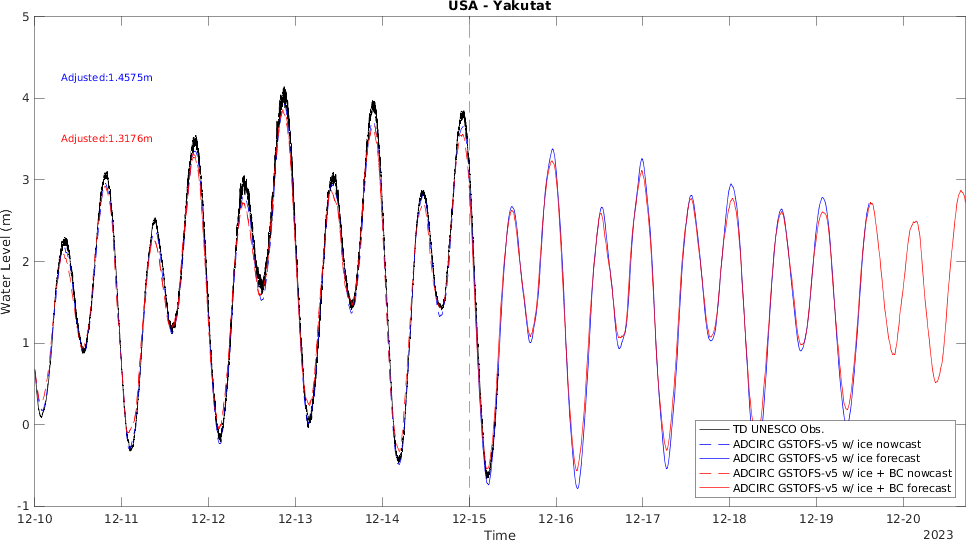 USA - Yakutat
5
4
3
2
1
0
-1
Water Level (m)
Adjusted:1.4575m
Adjusted:1.3176m
TD UNESCO Obs.
ADCIRC GSTOFS-v5 w/ ice nowcast
ADCIRC GSTOFS-v5 w/ ice forecast
ADCIRC GSTOFS-v5 w/ ice + BC nowcast
ADCIRC GSTOFS-v5 w/ ice + BC forecast
12-10 12-11 12-12 12-13 12-14 12-15 12-16 12-17 12-18 12-19 12-20
Time
2023